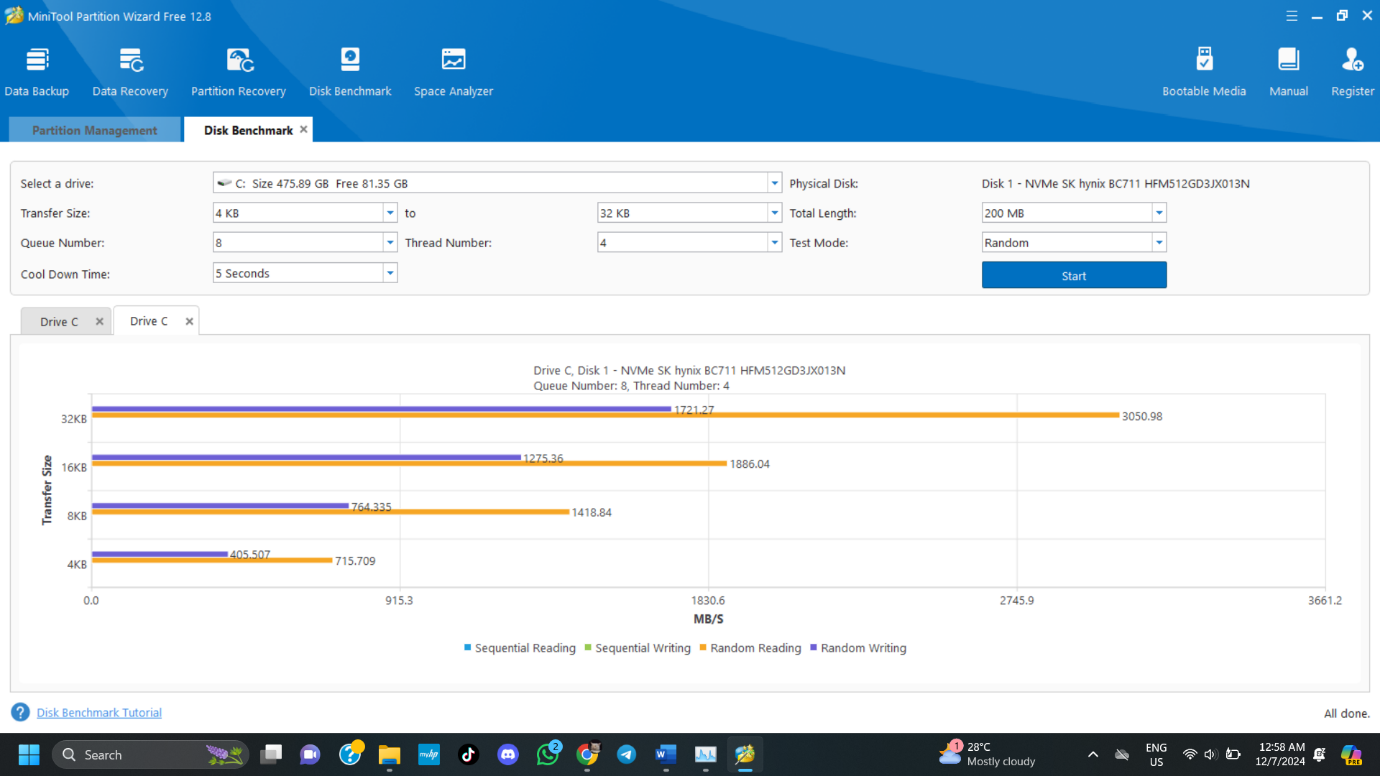 MiniTool Partition Wizard Free 12.8
Data Backup
Data Recovery
Partition Recovery
Disk Benchmark
Space Analyzer
Bootable Media
Manual
Register
Partition Management
Disk Benchmark
Select a drive:
C: Size 475.89 GB Free 81.35 GB
Physical Disk:
Disk 1 - NVMe SK hynix BC711 HFM512GD3JX013N
Transfer Size:
4 KB
to
32 KB
Total Length:
200 MB
Queue Number:
8
Thread Number:
4
Test Mode:
Random
Cool Down Time:
5 Seconds
Start
Drive C
Drive C
Drive C, Disk 1 - NVMe SK hynix BC711 HFM512GD3JX013N
Queue Number: 8, Thread Number: 4
Transfer Size
32KB
1721.27
3050.98
16KB
1275.36
1886.04
8KB
764.335
1418.84
4KB
405.507
715.709
0.0
915.3
1830.6
2745.9
3661.2
MB/S
Sequential Reading
Sequential Writing
Random Reading
Random Writing
?
Disk Benchmark Tutorial
All done.
Search
?
myhp
2
W
1
28°C
Mostly cloudy
ENG
US
12:58 AM
12/7/2024
PRE